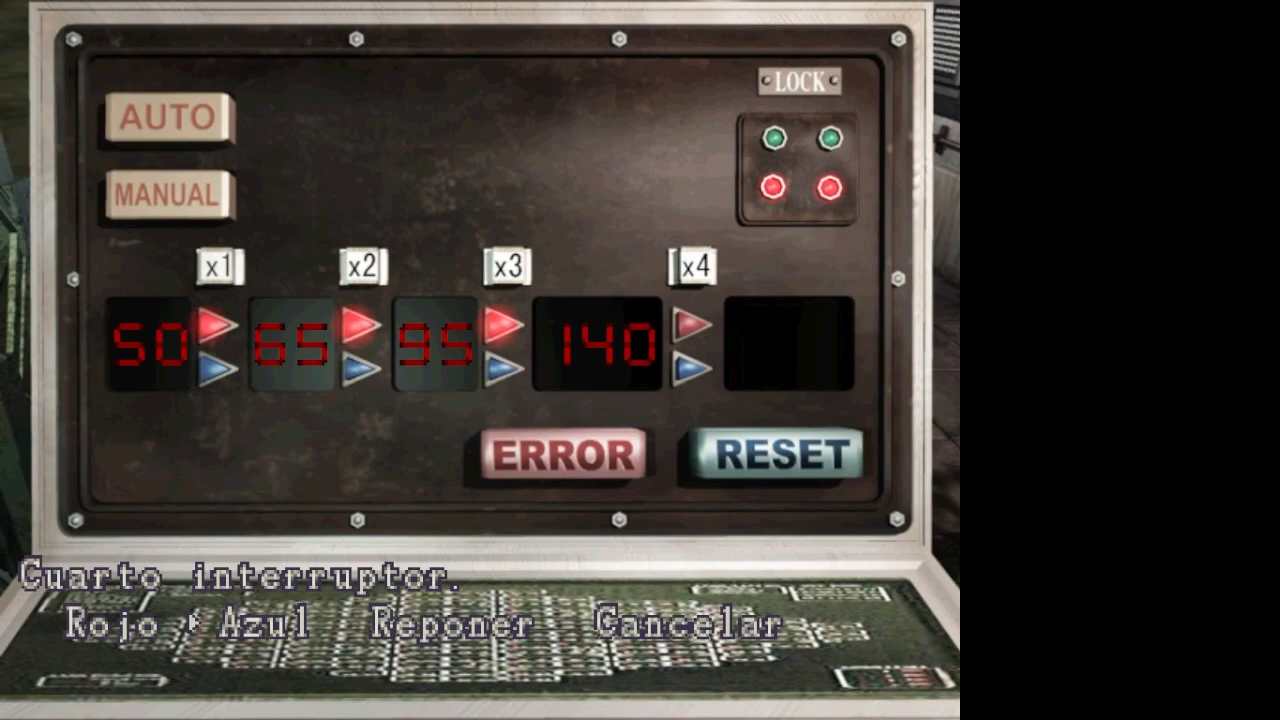 LOCK
AUTO
MANUAL
x1 x2 x3 x4
50 65 95 140
ERROR RESET
Cuarto interruptor.
Rojo Azul Reponer Cancelar